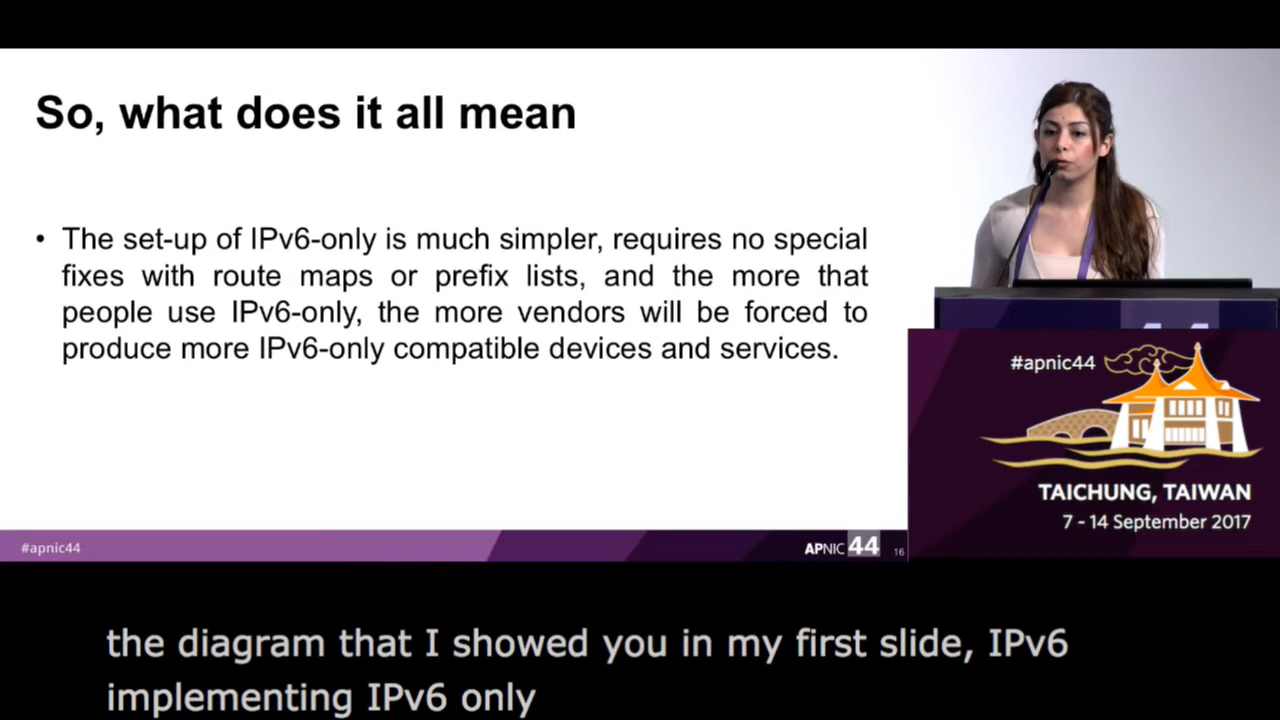 So, what does it all mean
• The set-up of IPv6-only is much simpler, requires no special
fixes with route maps or prefix lists, and the more that
people use IPv6-only, the more vendors will be forced to
produce more IPv6-only compatible devices and services.
#apnic44
APNIC 44
16
44
#apnic44
TAICHUNG, TAIWAN
7 - 14 September 2017
the diagram that I showed you in my first slide, IPv6
implementing IPv6 only